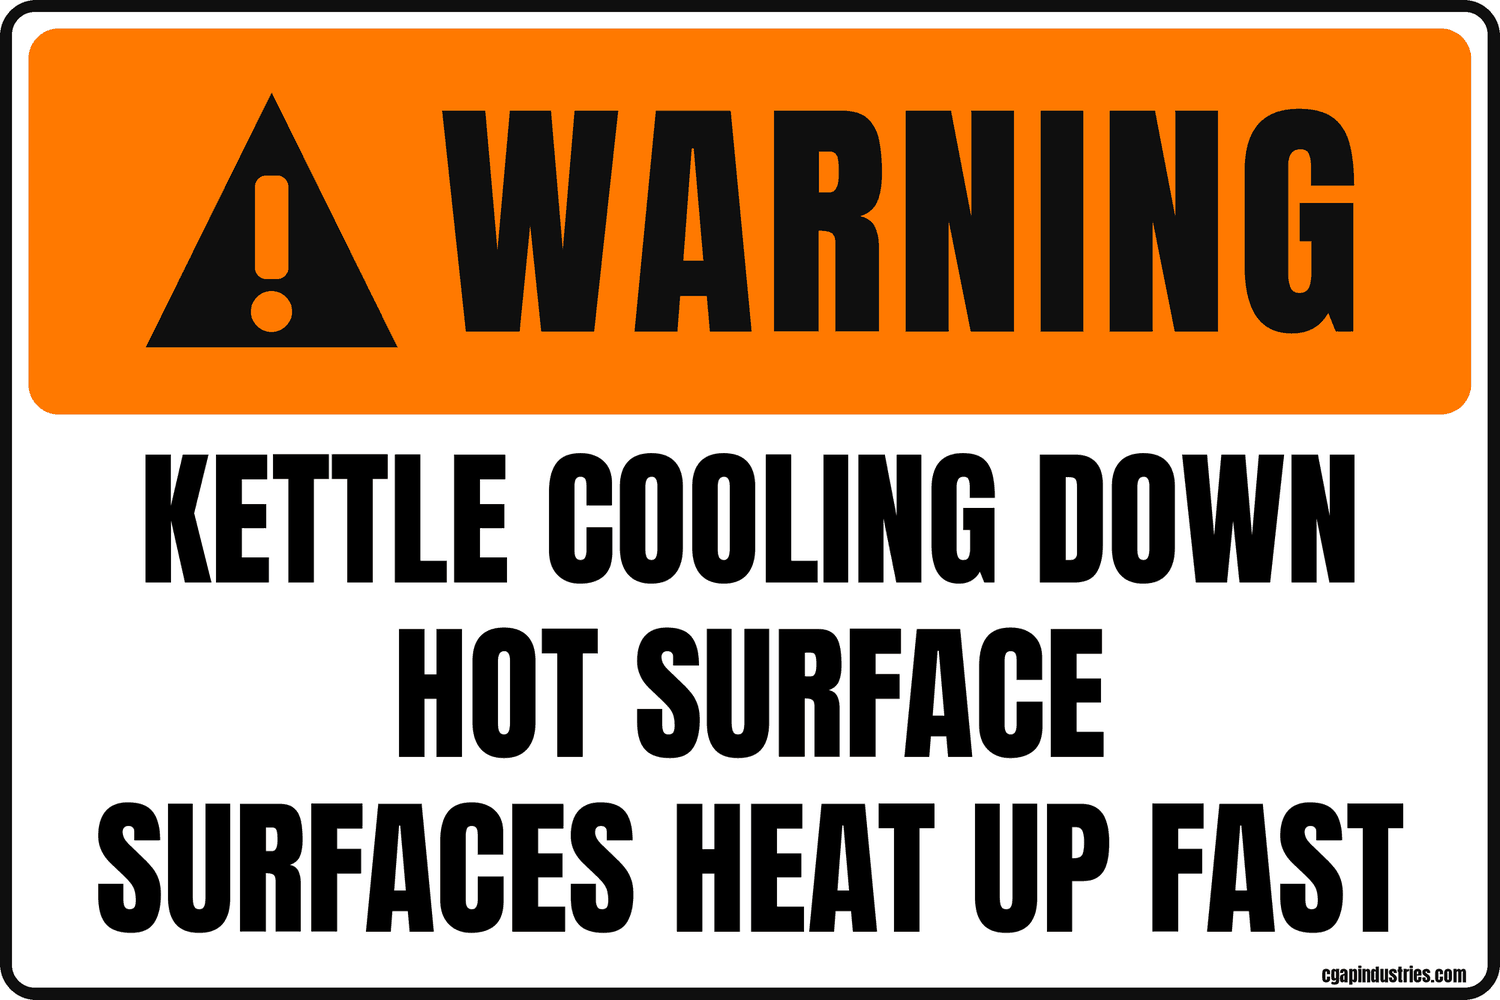 WARNING
KETTLE COOLING DOWN
HOT SURFACE
SURFACES HEAT UP FAST
cgapindustries.com